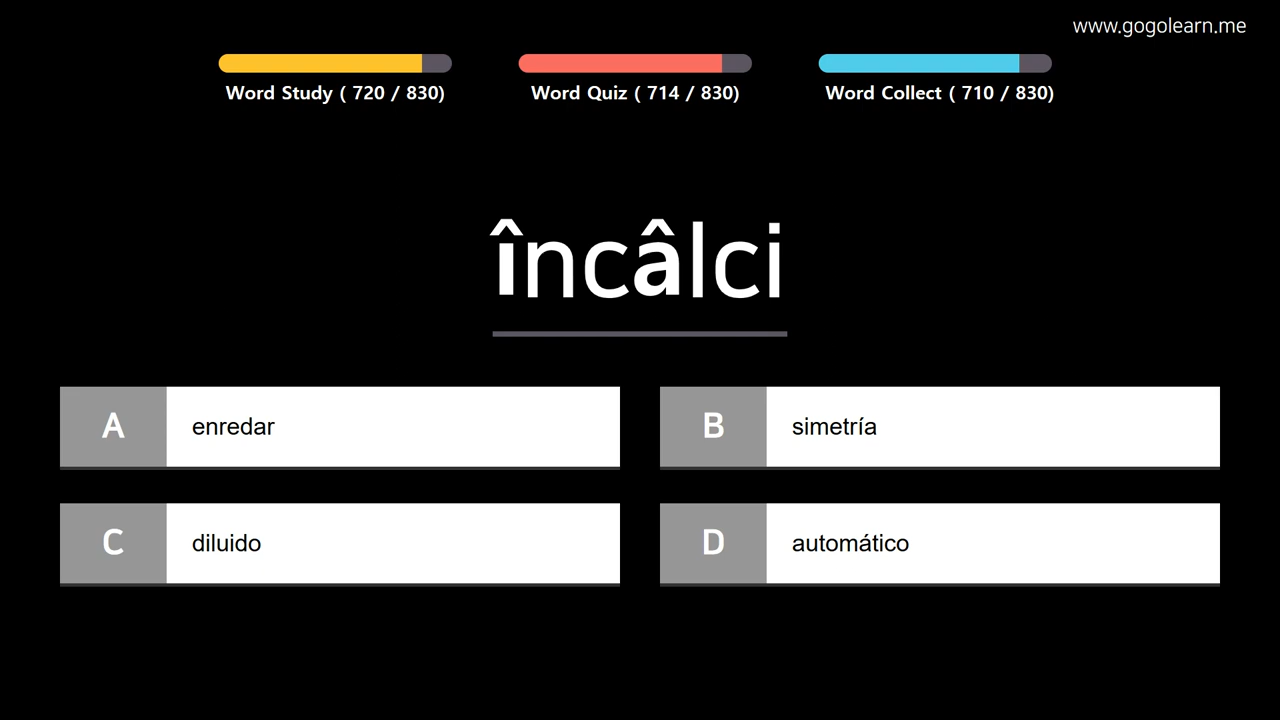 www.gogolearn.me
Word Study ( 720 / 830)
Word Quiz ( 714 / 830)
Word Collect ( 710 / 830)
încâlci
A enredar
B simetría
C diluido
D automático